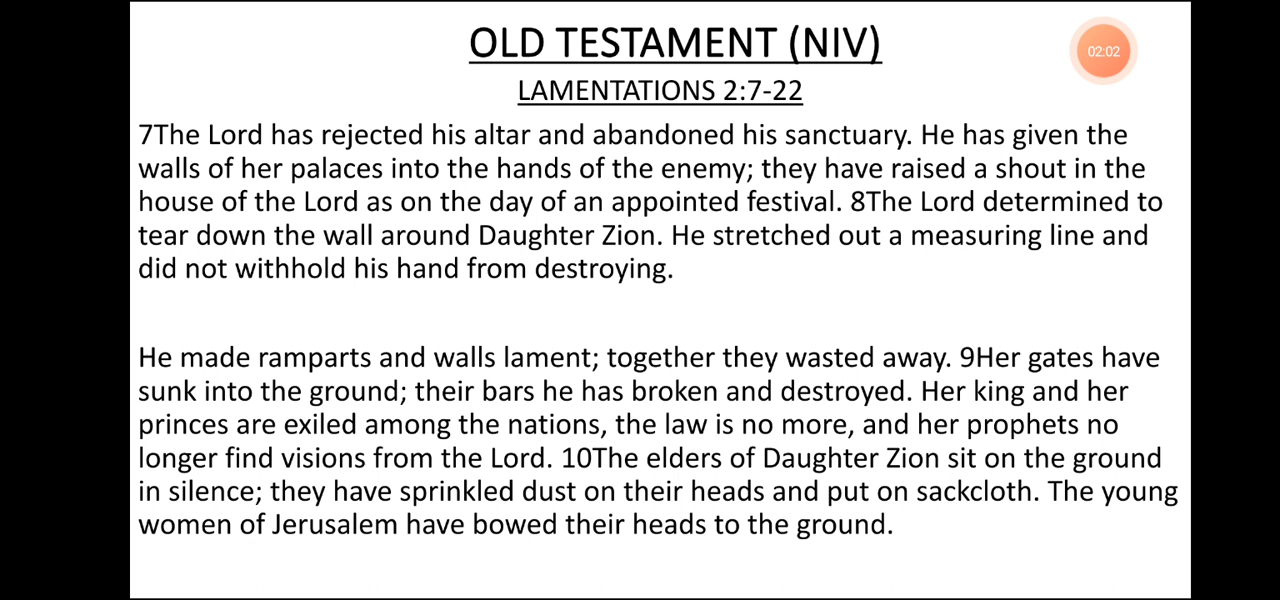 OLD TESTAMENT (NIV)
02:02
LAMENTATIONS 2:7-22
7The Lord has rejected his altar and abandoned his sanctuary. He has given the
walls of her palaces into the hands of the enemy; they have raised a shout in the
house of the Lord as on the day of an appointed festival. 8The Lord determined to
tear down the wall around Daughter Zion. He stretched out a measuring line and
did not withhold his hand from destroying.
He made ramparts and walls lament; together they wasted away. 9Her gates have
sunk into the ground; their bars he has broken and destroyed. Her king and her
princes are exiled among the nations, the law is no more, and her prophets no
longer find visions from the Lord. 10The elders of Daughter Zion sit on the ground
in silence; they have sprinkled dust on their heads and put on sackcloth. The young
women of Jerusalem have bowed their heads to the ground.